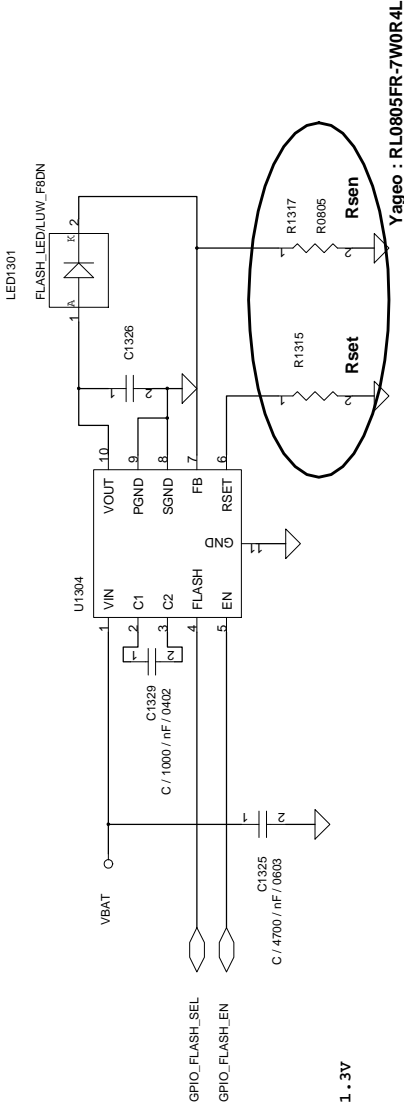 LED1301
FLASH_LED/LUW_F8DN
1
A
K
2
C1326
1
2
U1304
VBAT
1
VIN
VOUT
10
2
C1
PGND
9
3
C2
SGND
8
4
FLASH
FB
7
5
EN
RSET
6
GND
11
C1329
C / 1000 / nF / 0402
1
2
C1325
C / 4700 / nF / 0603
1
2
GPIO_FLASH_SEL
GPIO_FLASH_EN
R1315
1
2
Rset
R1317
R0805
1
2
Rsen
1.3V
Yageo : RL0805FR-7W0R4L